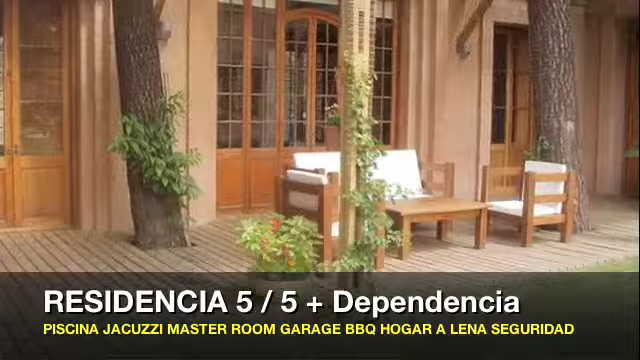 RESIDENCIA 5 / 5 + Dependencia
PISCINA JACUZZI MASTER ROOM GARAGE BBQ HOGAR A LENA SEGURIDAD